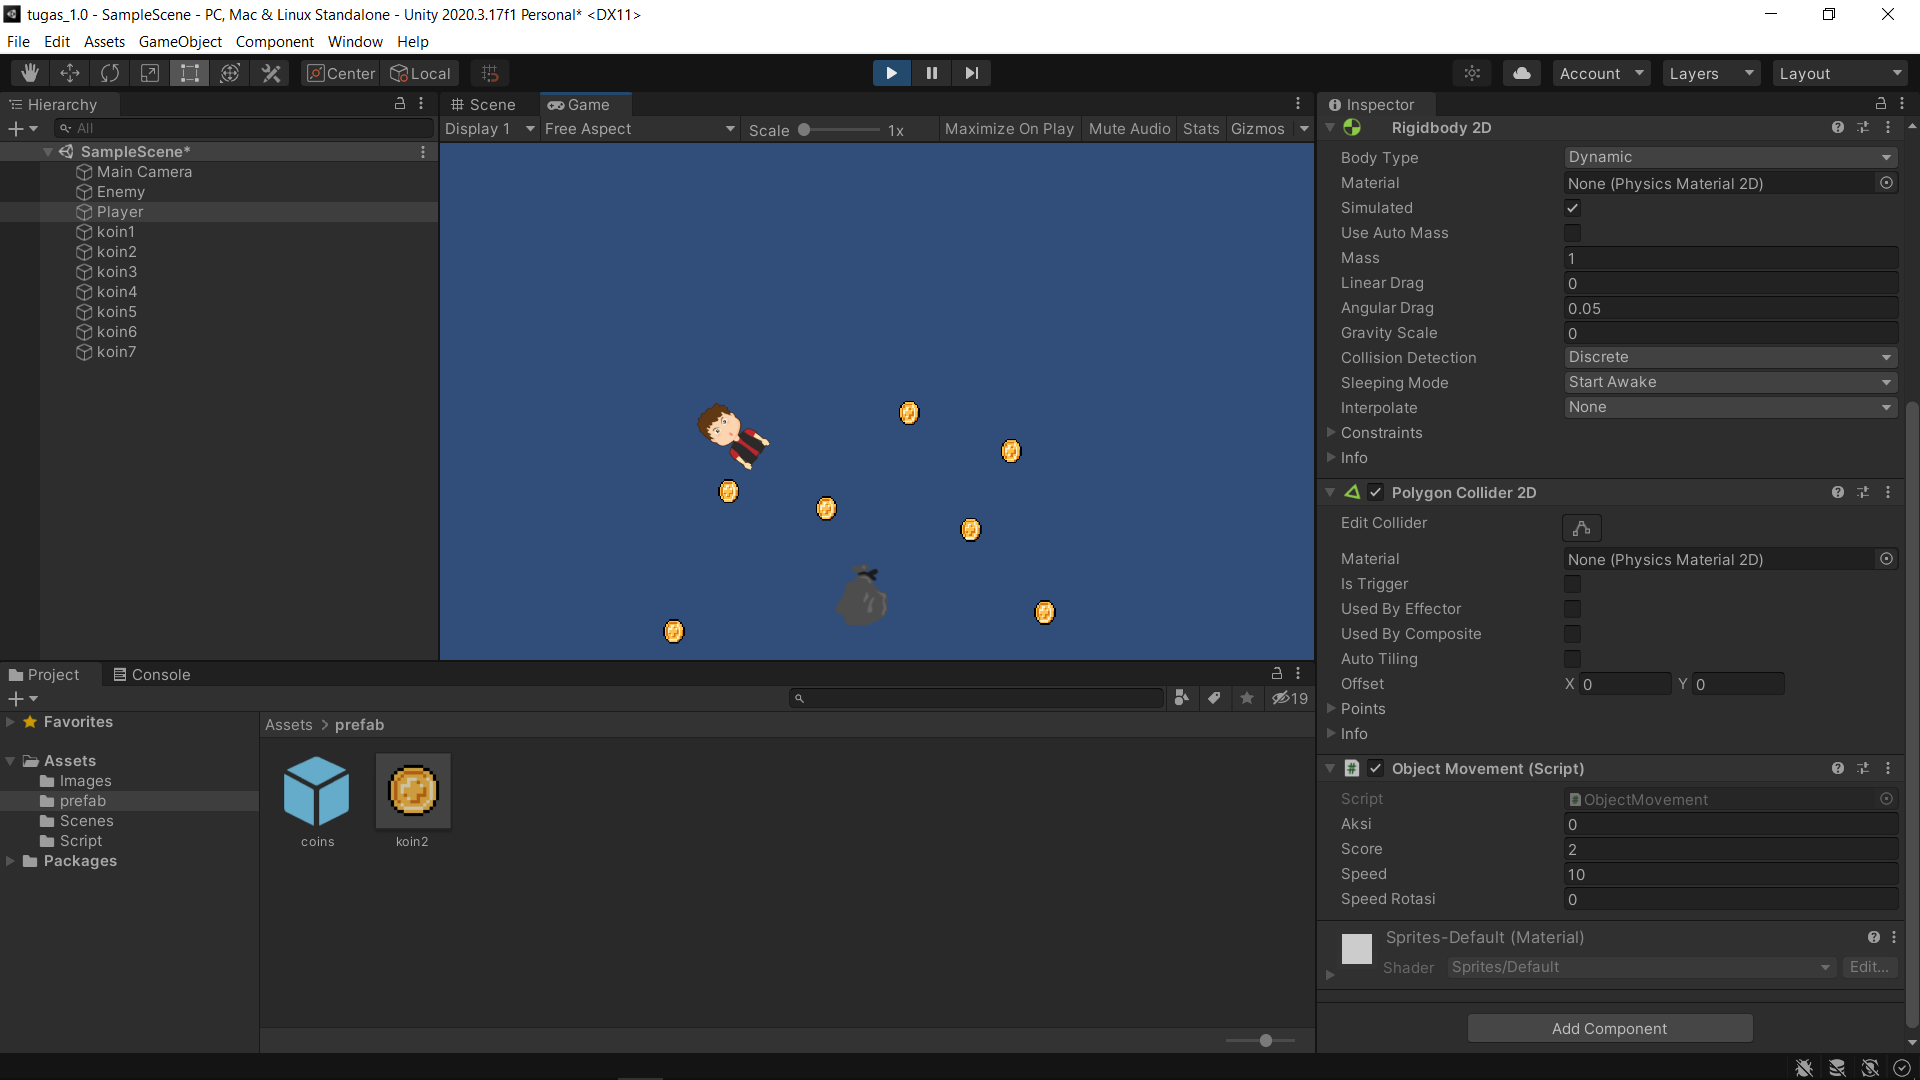 tugas_1.0 - SampleScene - PC, Mac & Linux Standalone - Unity 2020.3.17f1 Personal* <DX11>
File Edit Assets GameObject Component Window Help
Center Local Account Layers Layout
Hierarchy
All
SampleScene*
Main Camera
Enemy
Player
koin1
koin2
koin3
koin4
koin5
koin6
koin7
Scene Game
Display 1 Free Aspect Scale 1x Maximize On Play Mute Audio Stats Gizmos
Project Console
19
Favorites
Assets
Images
prefab
Scenes
Script
Packages
Assets > prefab
coins
koin2
Inspector
Rigidbody 2D
Body Type Dynamic
Material None (Physics Material 2D)
Simulated
Use Auto Mass
Mass 1
Linear Drag 0
Angular Drag 0.05
Gravity Scale 0
Collision Detection Discrete
Sleeping Mode Start Awake
Interpolate None
Constraints
Info
Polygon Collider 2D
Edit Collider
Material None (Physics Material 2D)
Is Trigger
Used By Effector
Used By Composite
Auto Tiling
Offset X 0 Y 0
Points
Info
Object Movement (Script)
Script ObjectMovement
Aksi 0
Score 2
Speed 10
Speed Rotasi 0
Sprites-Default (Material)
Shader Sprites/Default Edit...
Add Component